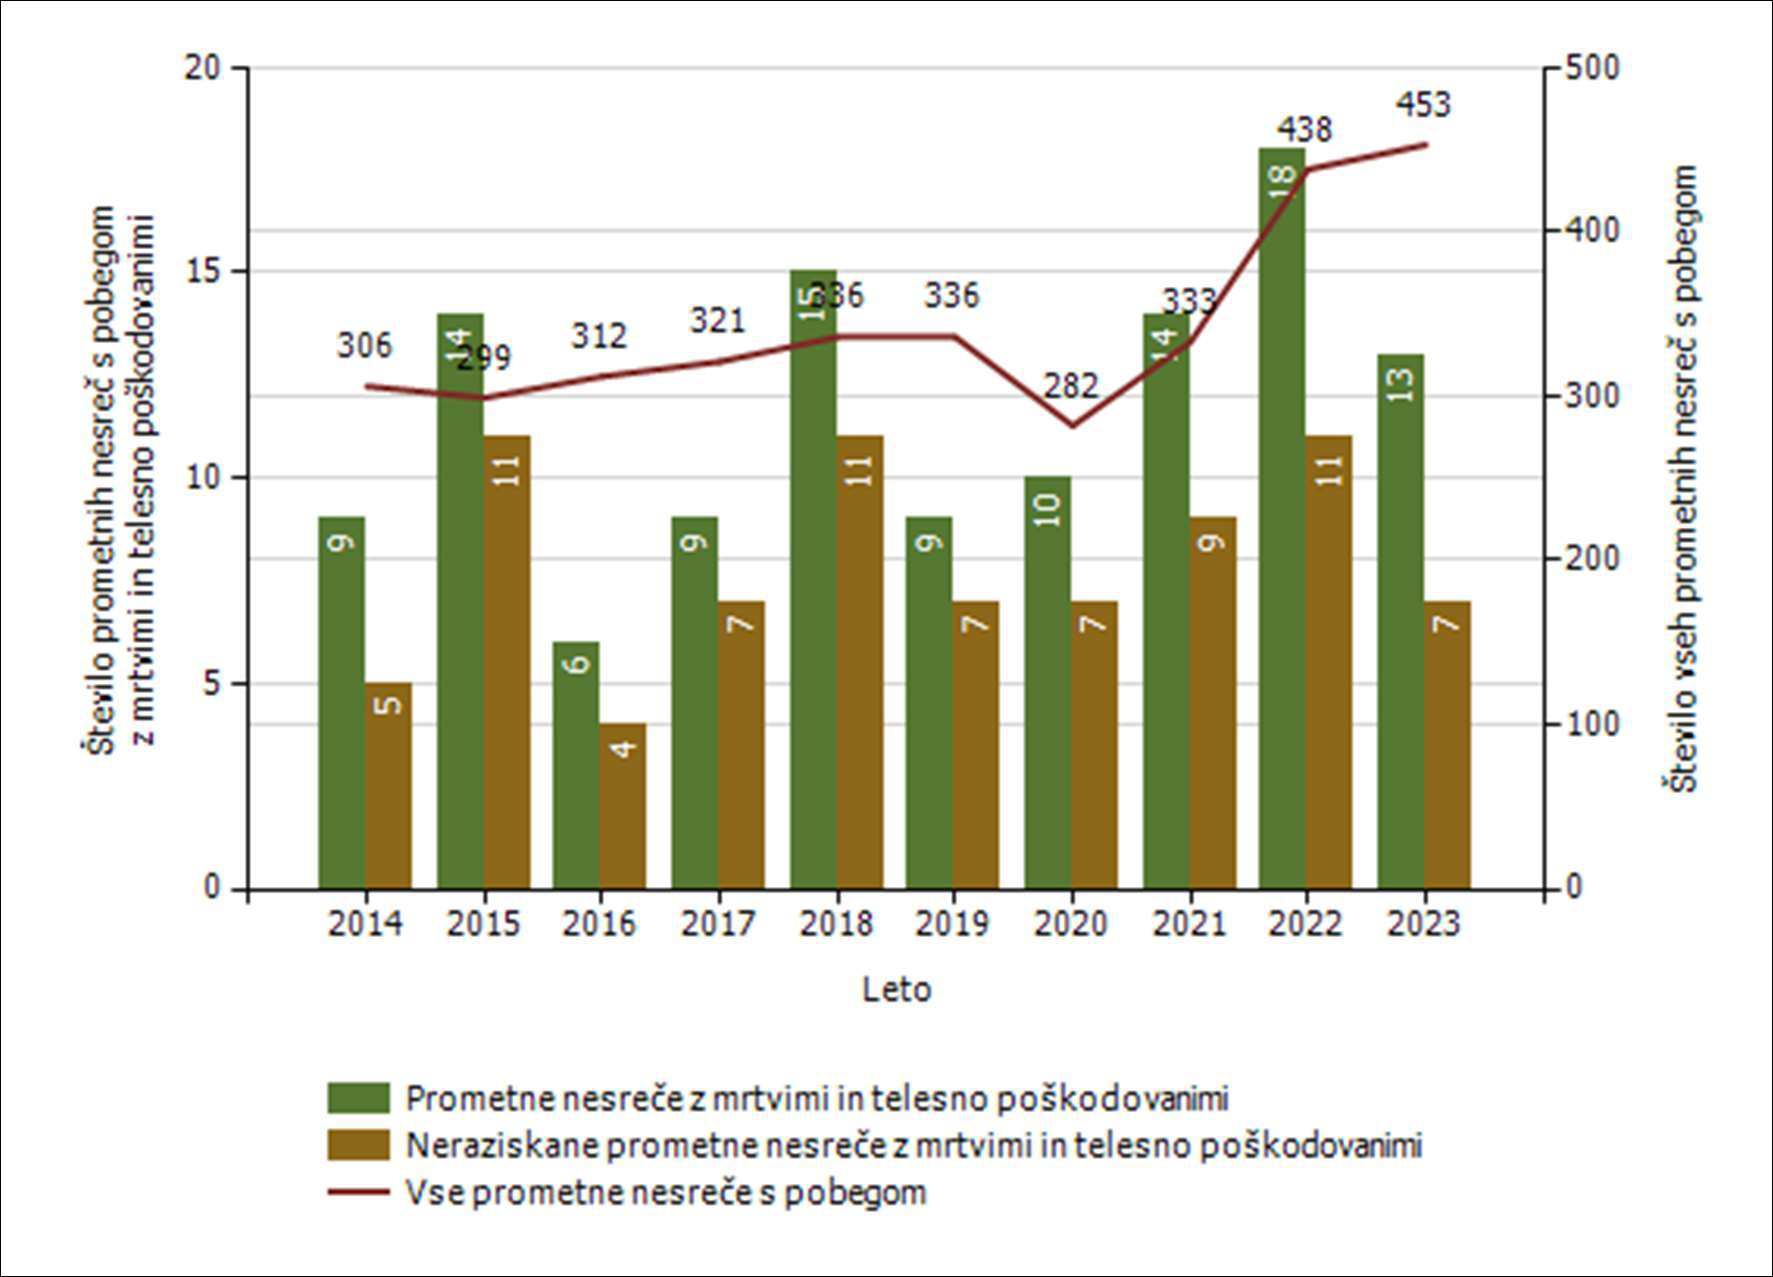 20
15
10
5
0
500
400
300
200
100
0
Število prometnih nesreč s pobegom
z mrtvimi in telesno poškodovanimi
Število vseh prometnih nesreč s pobegom
306 299 312 321 336 336 282 333 438 453
9 14 6 9 15 9 10 14 18 13
5 11 4 7 11 7 7 9 11 7
2014 2015 2016 2017 2018 2019 2020 2021 2022 2023
Leto
Prometne nesreče z mrtvimi in telesno poškodovanimi
Neraziskane prometne nesreče z mrtvimi in telesno poškodovanimi
Vse prometne nesreče s pobegom